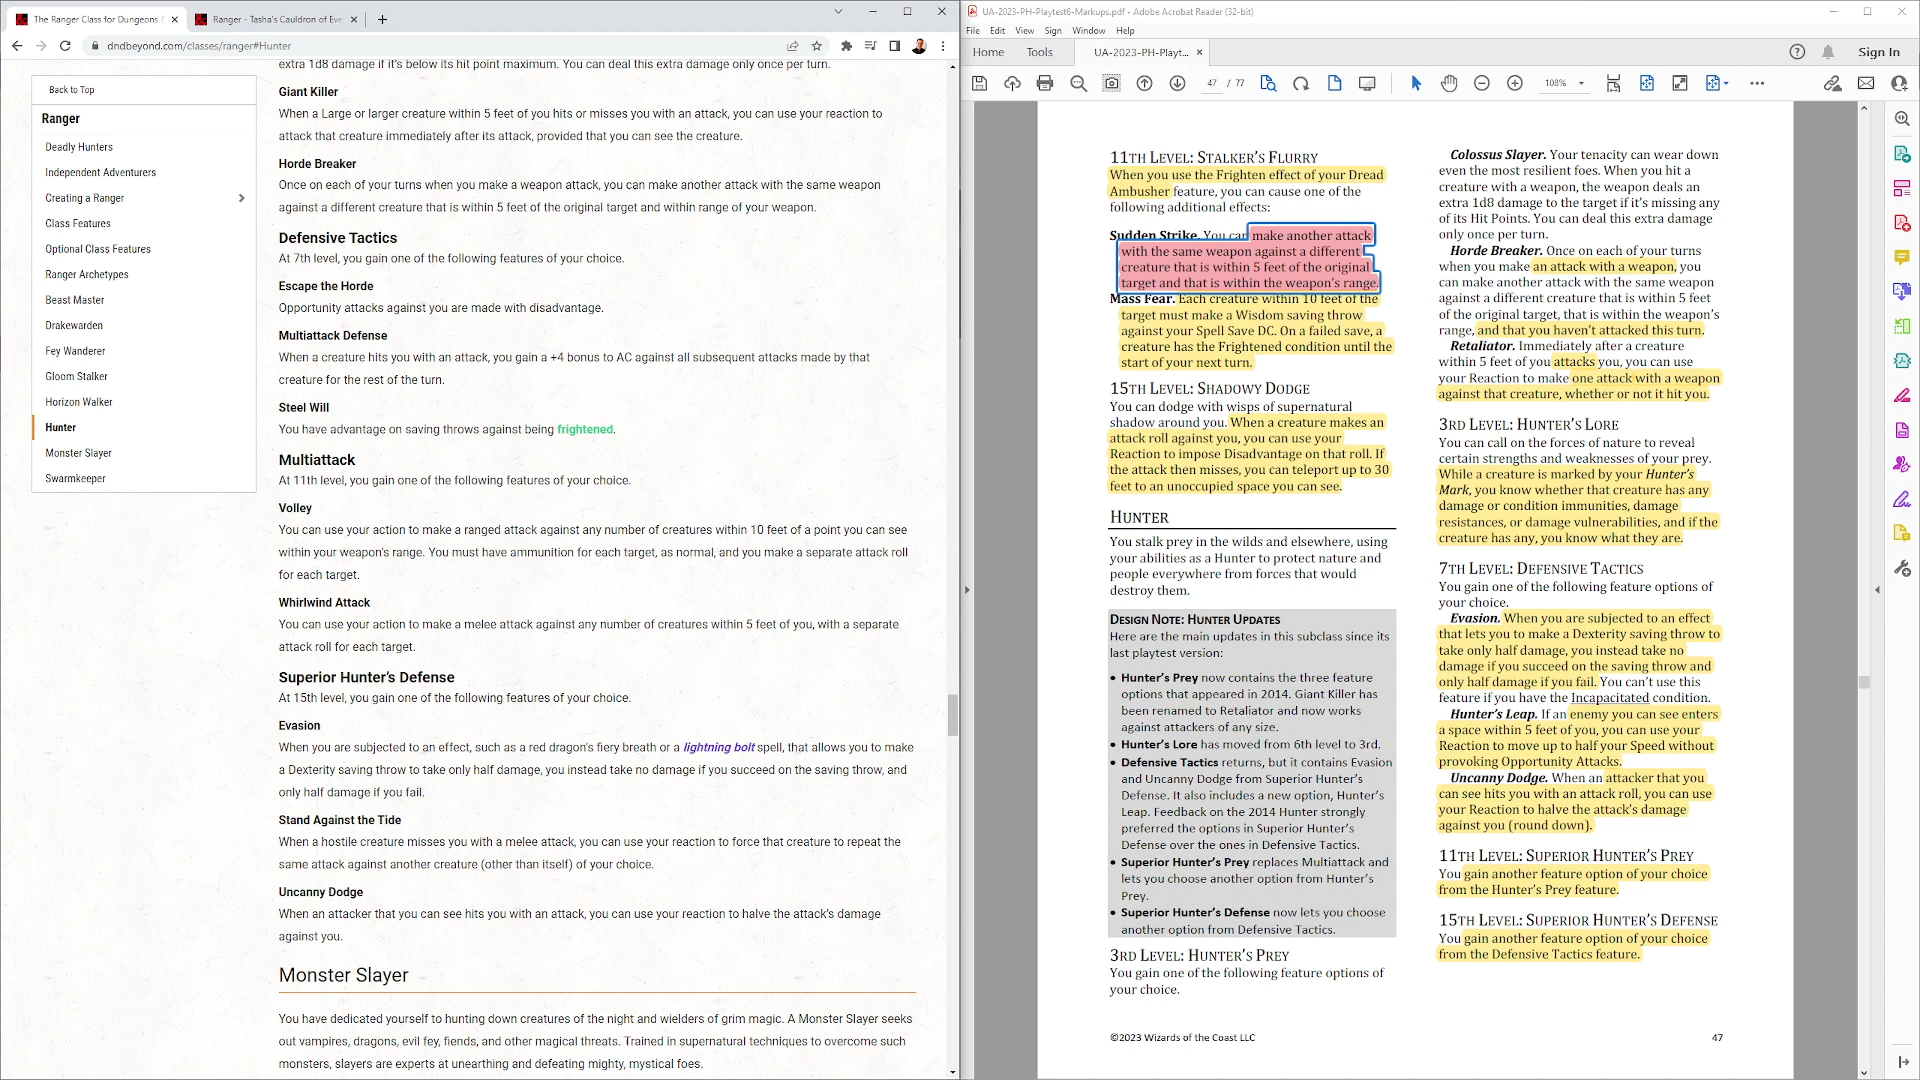 The Ranger Class for Dungeons &
Ranger - Tasha's Cauldron of Eve
dndbeyond.com/classes/ranger#Hunter
Back to Top
Ranger
Deadly Hunters
Independent Adventurers
Creating a Ranger
Class Features
Optional Class Features
Ranger Archetypes
Beast Master
Drakewarden
Fey Wanderer
Gloom Stalker
Horizon Walker
Hunter
Monster Slayer
Swarmkeeper
extra 1d8 damage if it's below its hit point maximum. You can deal this extra damage only once per turn.
Giant Killer
When a Large or larger creature within 5 feet of you hits or misses you with an attack, you can use your reaction to
attack that creature immediately after its attack, provided that you can see the creature.
Horde Breaker
Once on each of your turns when you make a weapon attack, you can make another attack with the same weapon
against a different creature that is within 5 feet of the original target and within range of your weapon.
Defensive Tactics
At 7th level, you gain one of the following features of your choice.
Escape the Horde
Opportunity attacks against you are made with disadvantage.
Multiattack Defense
When a creature hits you with an attack, you gain a +4 bonus to AC against all subsequent attacks made by that
creature for the rest of the turn.
Steel Will
You have advantage on saving throws against being frightened.
Multiattack
At 11th level, you gain one of the following features of your choice.
Volley
You can use your action to make a ranged attack against any number of creatures within 10 feet of a point you can see
within your weapon's range. You must have ammunition for each target, as normal, and you make a separate attack roll
for each target.
Whirlwind Attack
You can use your action to make a melee attack against any number of creatures within 5 feet of you, with a separate
attack roll for each target.
Superior Hunter's Defense
At 15th level, you gain one of the following features of your choice.
Evasion
When you are subjected to an effect, such as a red dragon's fiery breath or a lightning bolt spell, that allows you to make
a Dexterity saving throw to take only half damage, you instead take no damage if you succeed on the saving throw, and
only half damage if you fail.
Stand Against the Tide
When a hostile creature misses you with a melee attack, you can use your reaction to force that creature to repeat the
same attack against another creature (other than itself) of your choice.
Uncanny Dodge
When an attacker that you can see hits you with an attack, you can use your reaction to halve the attack's damage
against you.
Monster Slayer
You have dedicated yourself to hunting down creatures of the night and wielders of grim magic. A Monster Slayer seeks
out vampires, dragons, evil fey, fiends, and other magical threats. Trained in supernatural techniques to overcome such
monsters, slayers are experts at unearthing and defeating mighty, mystical foes.
UA-2023-PH-Playtest6-Markups.pdf - Adobe Acrobat Reader (32-bit)
File Edit View Sign Window Help
Home Tools UA-2023-PH-Playt... Sign In
47 / 77 108%
11TH LEVEL: STALKER'S FLURRY
When you use the Frighten effect of your Dread
Ambusher feature, you can cause one of the
following additional effects:
Sudden Strike. You can make another attack
with the same weapon against a different
creature that is within 5 feet of the original
target and that is within the weapon's range.
Mass Fear. Each creature within 10 feet of the
target must make a Wisdom saving throw
against your Spell Save DC. On a failed save, a
creature has the Frightened condition until the
start of your next turn.
15TH LEVEL: SHADOWY DODGE
You can dodge with wisps of supernatural
shadow around you. When a creature makes an
attack roll against you, you can use your
Reaction to impose Disadvantage on that roll. If
the attack then misses, you can teleport up to 30
feet to an unoccupied space you can see.
HUNTER
You stalk prey in the wilds and elsewhere, using
your abilities as a Hunter to protect nature and
people everywhere from forces that would
destroy them.
DESIGN NOTE: HUNTER UPDATES
Here are the main updates in this subclass since its
last playtest version:
• Hunter's Prey now contains the three feature
options that appeared in 2014. Giant Killer has
been renamed to Retaliator and now works
against attackers of any size.
• Hunter's Lore has moved from 6th level to 3rd.
• Defensive Tactics returns, but it contains Evasion
and Uncanny Dodge from Superior Hunter's
Defense. It also includes a new option, Hunter's
Leap. Feedback on the 2014 Hunter strongly
preferred the options in Superior Hunter's
Defense over the ones in Defensive Tactics.
• Superior Hunter's Prey replaces Multiattack and
lets you choose another option from Hunter's
Prey.
• Superior Hunter's Defense now lets you choose
another option from Defensive Tactics.
3RD LEVEL: HUNTER'S PREY
You gain one of the following feature options of
your choice.
Colossus Slayer. Your tenacity can wear down
even the most resilient foes. When you hit a
creature with a weapon, the weapon deals an
extra 1d8 damage to the target if it's missing any
of its Hit Points. You can deal this extra damage
only once per turn.
Horde Breaker. Once on each of your turns
when you make an attack with a weapon, you
can make another attack with the same weapon
against a different creature that is within 5 feet
of the original target, that is within the weapon's
range, and that you haven't attacked this turn.
Retaliator. Immediately after a creature
within 5 feet of you attacks you, you can use
your Reaction to make one attack with a weapon
against that creature, whether or not it hit you.
3RD LEVEL: HUNTER'S LORE
You can call on the forces of nature to reveal
certain strengths and weaknesses of your prey.
While a creature is marked by your Hunter's
Mark, you know whether that creature has any
damage or condition immunities, damage
resistances, or damage vulnerabilities, and if the
creature has any, you know what they are.
7TH LEVEL: DEFENSIVE TACTICS
You gain one of the following feature options of
your choice.
Evasion. When you are subjected to an effect
that lets you to make a Dexterity saving throw to
take only half damage, you instead take no
damage if you succeed on the saving throw and
only half damage if you fail. You can't use this
feature if you have the Incapacitated condition.
Hunter's Leap. If an enemy you can see enters
a space within 5 feet of you, you can use your
Reaction to move up to half your Speed without
provoking Opportunity Attacks.
Uncanny Dodge. When an attacker that you
can see hits you with an attack roll, you can use
your Reaction to halve the attack's damage
against you (round down).
11TH LEVEL: SUPERIOR HUNTER'S PREY
You gain another feature option of your choice
from the Hunter's Prey feature.
15TH LEVEL: SUPERIOR HUNTER'S DEFENSE
You gain another feature option of your choice
from the Defensive Tactics feature.
©2023 Wizards of the Coast LLC
47